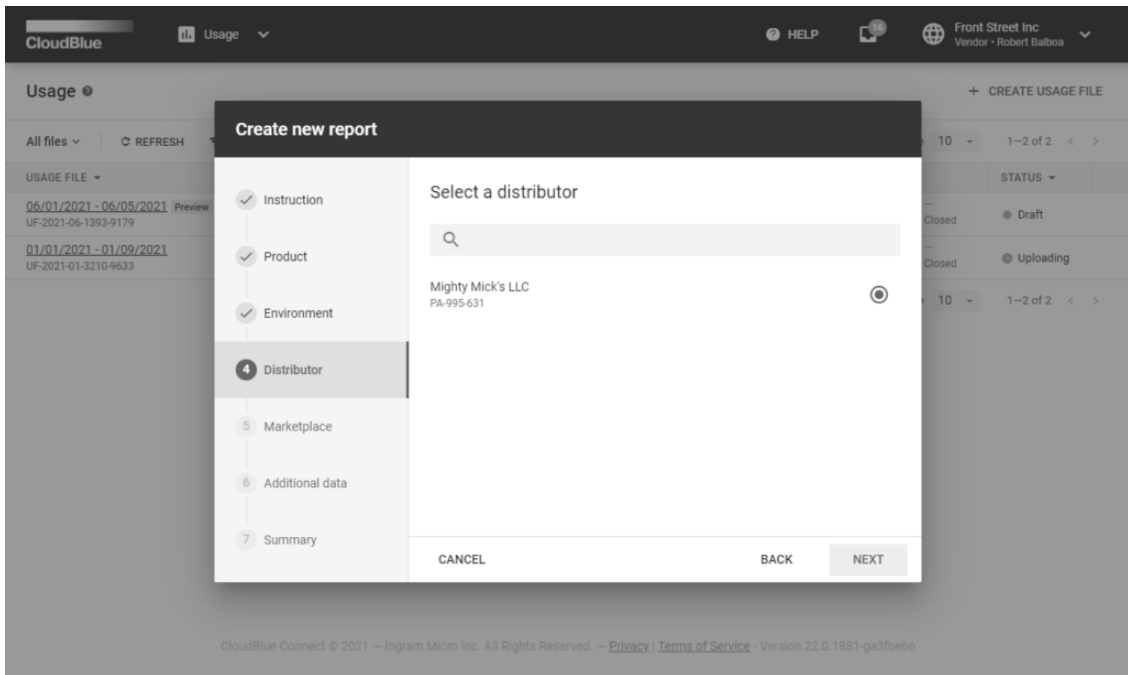 CloudBlue
Usage
HELP
16
Front Street Inc
Vendor • Robert Balboa
Usage
+ CREATE USAGE FILE
All files
REFRESH
10
1–2 of 2
USAGE FILE
STATUS
06/01/2021 - 06/05/2021 Preview
UF-2021-06-1393-9179
Closed
Draft
01/01/2021 - 01/09/2021
UF-2021-01-3210-9633
Closed
Uploading
10
1–2 of 2
Create new report
Instruction
Product
Environment
4 Distributor
5 Marketplace
6 Additional data
7 Summary
Select a distributor
Mighty Mick's LLC
PA-995-631
CANCEL
BACK
NEXT
CloudBlue Connect © 2021 — Ingram Micro Inc. All Rights Reserved. — Privacy | Terms of Service - Version 22.0.1881-ga3fbe66